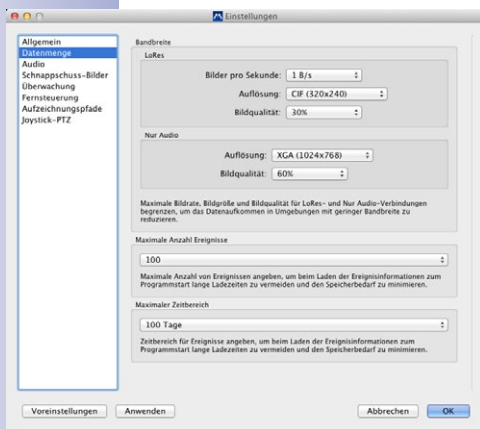 Einstellungen
Allgemein
Datenmenge
Audio
Schnappschuss-Bilder
Überwachung
Fernsteuerung
Aufzeichnungspfade
Joystick-PTZ
Bandbreite
LoRes
Bilder pro Sekunde: 1 B/s
Auflösung: CIF (320x240)
Bildqualität: 30%
Nur Audio
Auflösung: XGA (1024x768)
Bildqualität: 60%
Maximale Bildrate, Bildgröße und Bildqualität für LoRes- und Nur Audio-Verbindungen
begrenzen, um das Datenaufkommen in Umgebungen mit geringer Bandbreite zu
reduzieren.
Maximale Anzahl Ereignisse
100
Maximale Anzahl von Ereignissen angeben, um beim Laden der Ereignisinformationen zum
Programmstart lange Ladezeiten zu vermeiden und den Speicherbedarf zu minimieren.
Maximaler Zeitbereich
100 Tage
Zeitbereich für Ereignisse angeben, um beim Laden der Ereignisinformationen zum
Programmstart lange Ladezeiten zu vermeiden und den Speicherbedarf zu minimieren.
Voreinstellungen
Anwenden
Abbrechen
OK